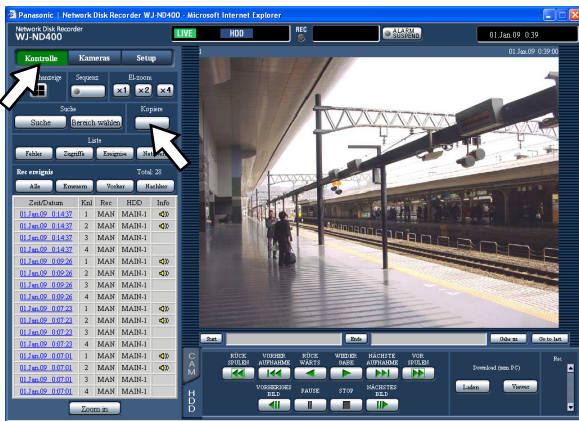 Panasonic | Network Disk Recorder WJ-ND400 - Microsoft Internet Explorer
Network Disk Recorder
WJ-ND400
LIVE HDD REC ALARM SUSPEND 01.Jan.09 0:39
Kontrolle Kameras Setup
1 01.Jan.09 0:39:00
Sequenz El-zoom
x1 x2 x4
Suche Kopiere
Suche Bereich wählen
Liste
Fehler Zugriffe Ereignise
Rec ereignis Total: 28
Alle Erneuern Vorher Nachher
Zeit/Datum Knl Rec HDD Info
01.Jan.09 0:14:37 1 MAN MAIN-1
01.Jan.09 0:14:37 2 MAN MAIN-1
01.Jan.09 0:14:37 3 MAN MAIN-1
01.Jan.09 0:14:37 4 MAN MAIN-1
01.Jan.09 0:09:26 1 MAN MAIN-1
01.Jan.09 0:09:26 2 MAN MAIN-1
01.Jan.09 0:09:26 3 MAN MAIN-1
01.Jan.09 0:09:26 4 MAN MAIN-1
01.Jan.09 0:07:23 1 MAN MAIN-1
01.Jan.09 0:07:23 2 MAN MAIN-1
01.Jan.09 0:07:23 3 MAN MAIN-1
01.Jan.09 0:07:23 4 MAN MAIN-1
01.Jan.09 0:07:01 1 MAN MAIN-1
01.Jan.09 0:07:01 2 MAN MAIN-1
01.Jan.09 0:07:01 3 MAN MAIN-1
01.Jan.09 0:07:01 4 MAN MAIN-1
Zoom in
Start Ende Gehe zu Go to last
CAM
HDD
RÜCK SPULEN VORHER AUFNAHME RÜCK WÄRTS WIEDER GABE NÄCHSTE AUFNAHME VOR SPULEN
VORHERIGES BILD PAUSE STOP NÄCHSTES BILD
Download (zum PC)
Laden Viewer
Rec